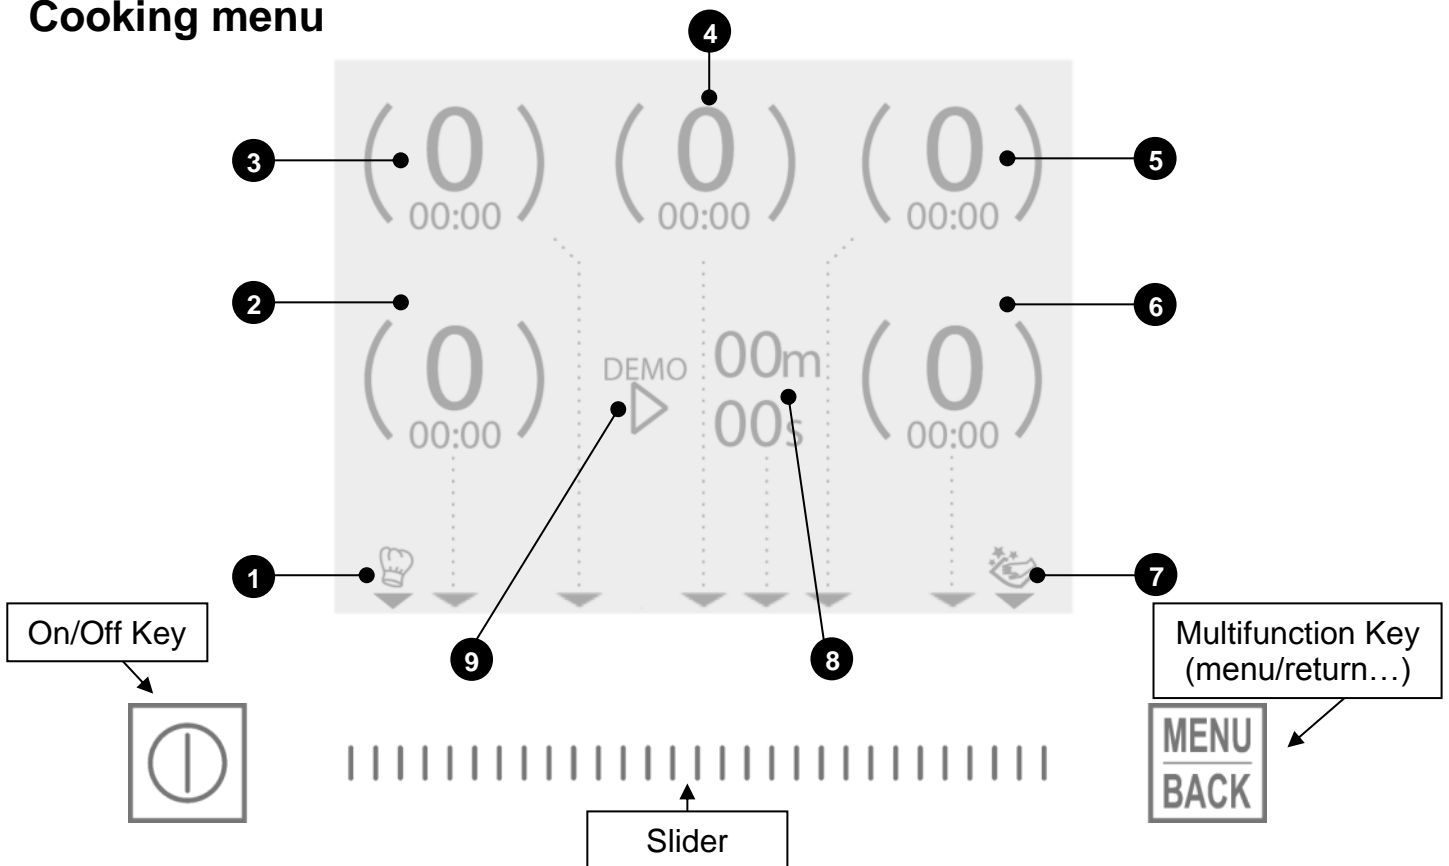 Cooking menu
4
3
0
00:00
0
00:00
0
00:00
5
2
6
0
00:00
DEMO
00m
00s
0
00:00
1
7
On/Off Key
9
8
Multifunction Key
(menu/return…)
MENU
BACK
Slider